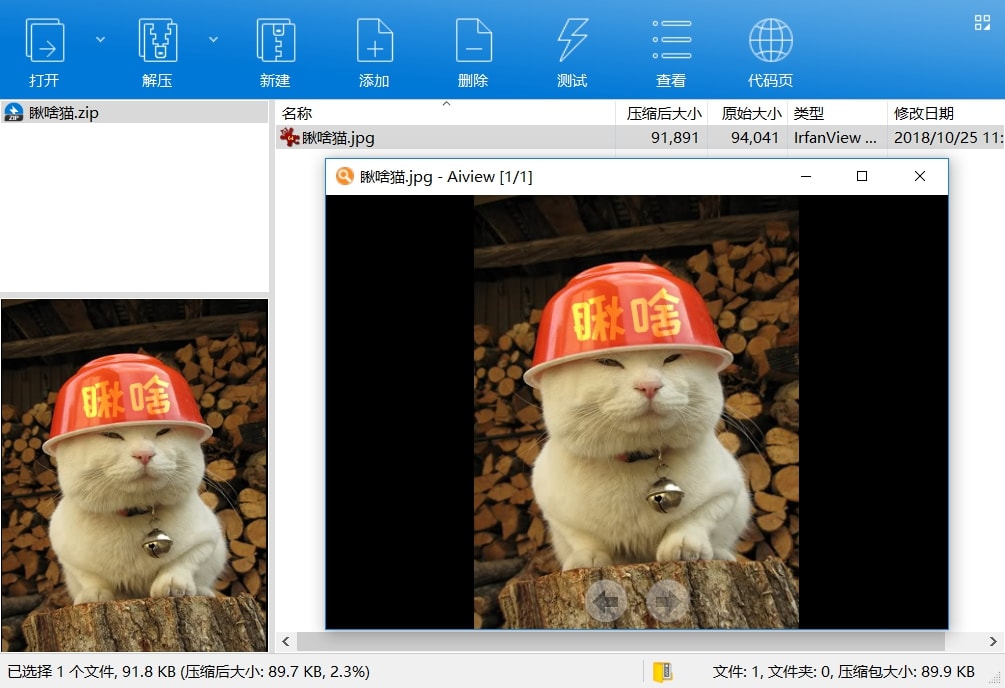 打开
解压
新建
添加
删除
测试
查看
代码页
瞅啥猫.zip
名称 压缩后大小 原始大小 类型 修改日期
瞅啥猫.jpg 91,891 94,041 IrfanView ... 2018/10/25 11:
瞅啥猫.jpg - Aiview [1/1]
瞅啥
瞅啥
已选择 1 个文件, 91.8 KB (压缩后大小: 89.7 KB, 2.3%)
文件: 1, 文件夹: 0, 压缩包大小: 89.9 KB